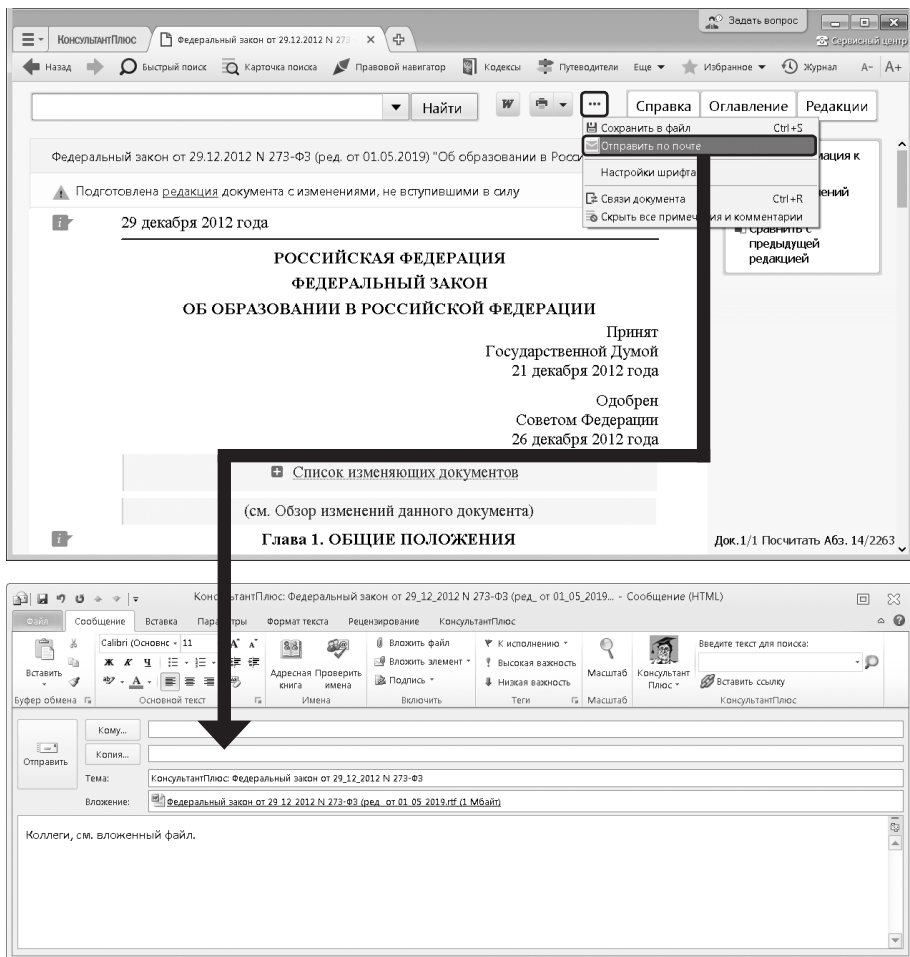 Задать вопрос
КонсультантПлюс Федеральный закон от 29.12.2012 N 273 Сервисный центр
Назад Быстрый поиск Карточка поиска Правовой навигатор Кодексы Путеводители Еще Избранное Журнал А- А+
Найти W ... Справка Оглавление Редакции
Сохранить в файл Ctrl+S
Отправить по почте
Настройки шрифта
Связи документа Ctrl+R
Скрыть все примечания и комментарии
Федеральный закон от 29.12.2012 N 273-ФЗ (ред. от 01.05.2019) "Об образовании в Росси
мация к
Подготовлена редакция документа с изменениями, не вступившими в силу
ений
Сравнить с
предыдущей
редакцией
29 декабря 2012 года
РОССИЙСКАЯ ФЕДЕРАЦИЯ
ФЕДЕРАЛЬНЫЙ ЗАКОН
ОБ ОБРАЗОВАНИИ В РОССИЙСКОЙ ФЕДЕРАЦИИ
Принят
Государственной Думой
21 декабря 2012 года
Одобрен
Советом Федерации
26 декабря 2012 года
Список изменяющих документов
(см. Обзор изменений данного документа)
Глава 1. ОБЩИЕ ПОЛОЖЕНИЯ
Док.1/1 Посчитать Абз. 14/2263
КонсультантПлюс: Федеральный закон от 29_12_2012 N 273-ФЗ (ред_ от 01_05_2019... - Сообщение (HTML)
Файл Сообщение Вставка Параметры Формат текста Рецензирование КонсультантПлюс
Вставить
Буфер обмена
Calibri (Основнс 11
Ж К Ч
Основной текст
Адресная книга
Проверить имена
Имена
Вложить файл
Вложить элемент
Подпись
Включить
К исполнению
Высокая важность
Низкая важность
Теги
Масштаб
Масштаб
Консультант Плюс
Введите текст для поиска:
Вставить ссылку
КонсультантПлюс
Отправить
Кому...
Копия...
Тема: КонсультантПлюс: Федеральный закон от 29_12_2012 N 273-ФЗ
Вложение: Федеральный закон от 29_12_2012 N 273-ФЗ (ред_ от 01_05_2019.rtf (1 Мбайт)
Коллеги, см. вложенный файл.